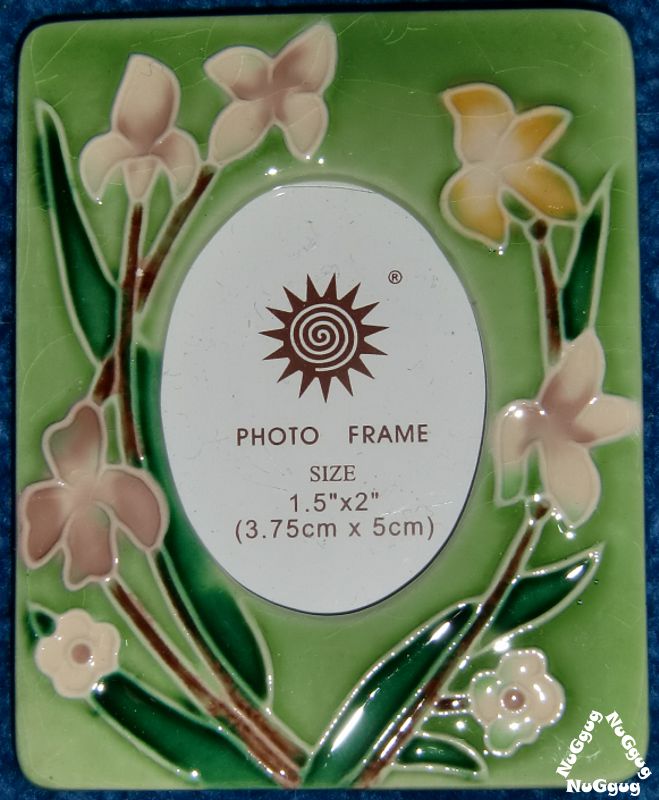 ®
PHOTO FRAME
SIZE
1.5"x2"
(3.75cm x 5cm)
NuGgug
NuGgug
NuGgug